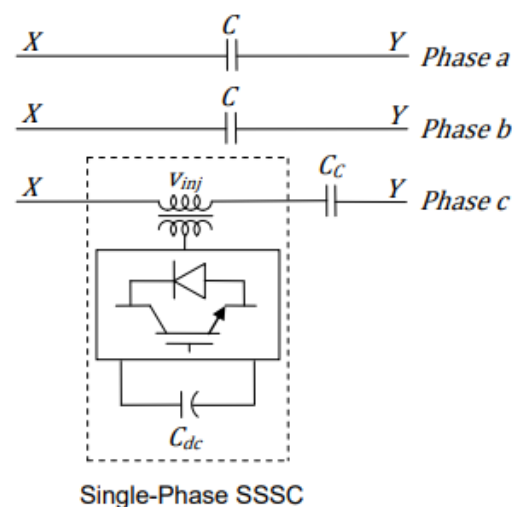 C
X Y Phase a
C
X Y Phase b
C_C
X v_inj Y Phase c
C_dc
Single-Phase SSSC